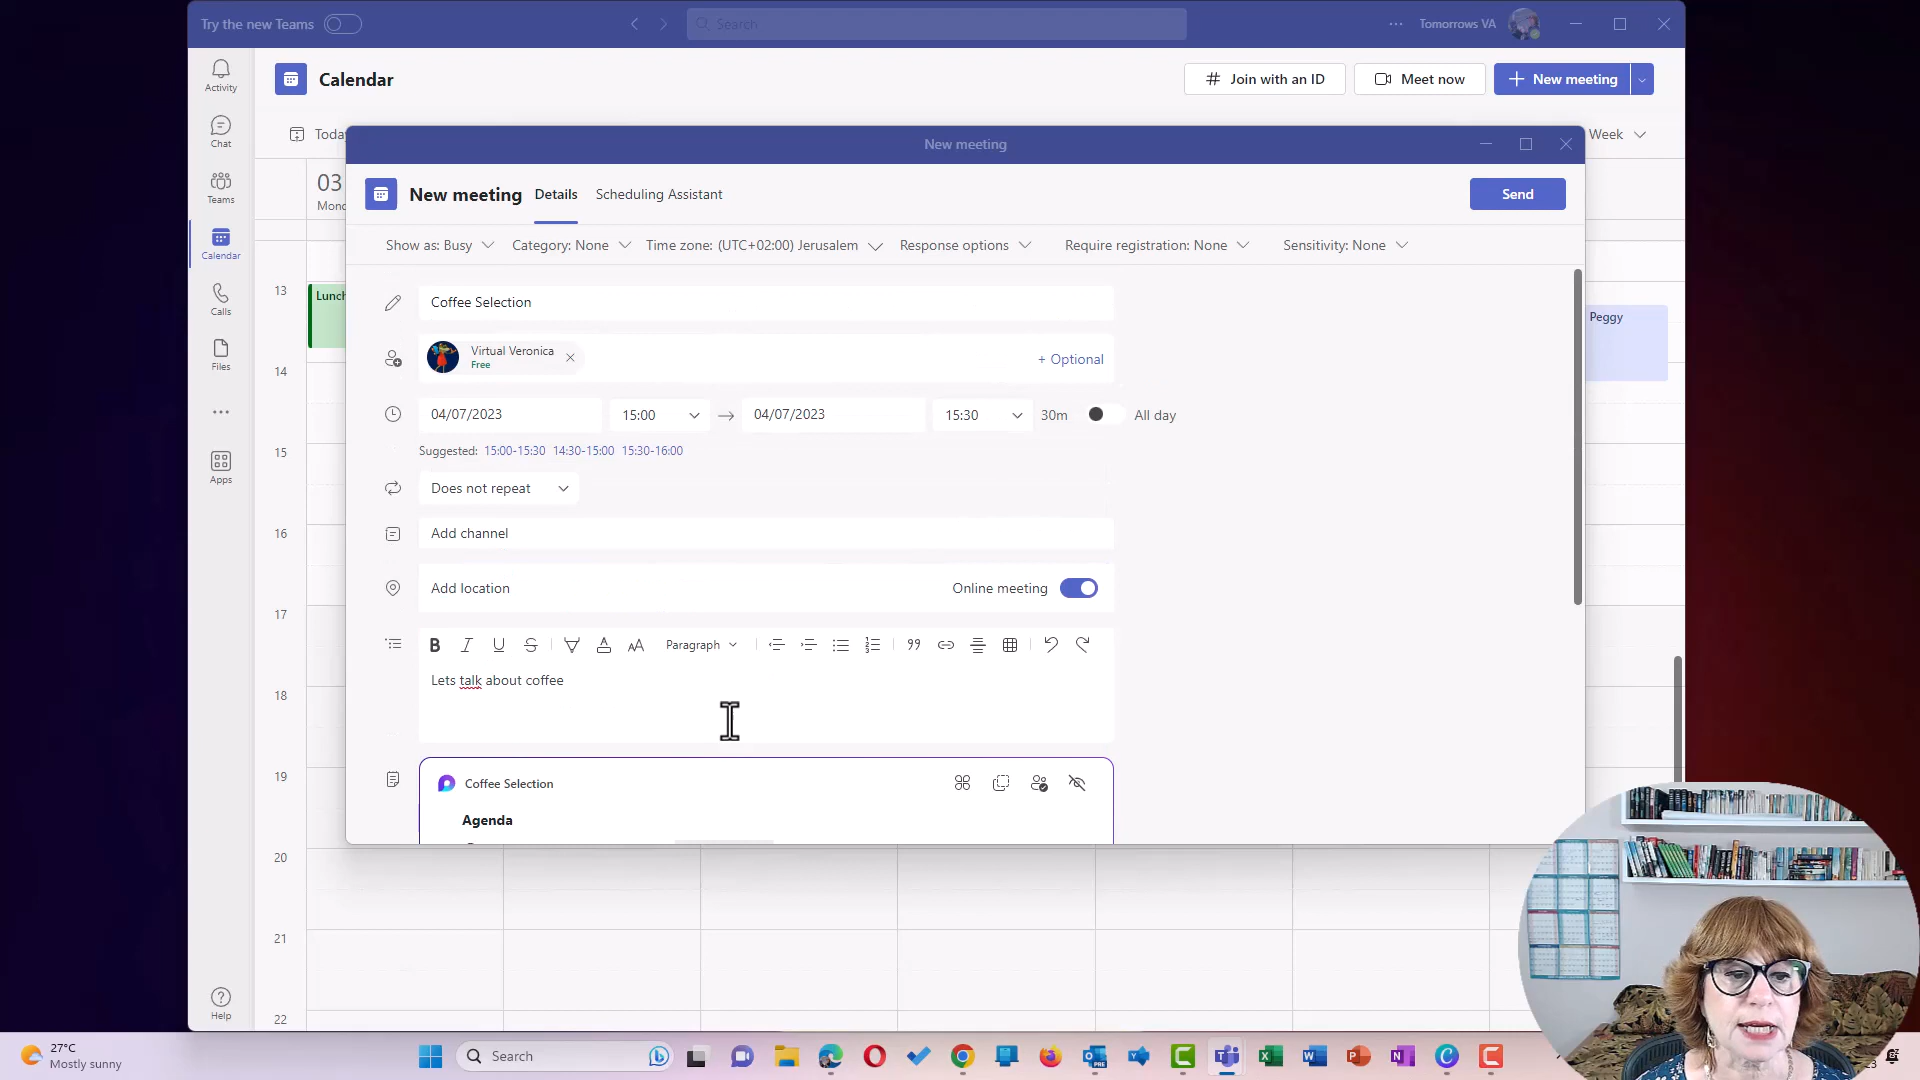 Try the new Teams
Search
Tomorrows VA
Activity
Chat
Teams
Calendar
Calls
Files
Apps
Help
Calendar
Join with an ID
Meet now
New meeting
Today
Week
03
13
14
15
16
17
18
19
20
21
22
Peggy
New meeting
New meeting
Details
Scheduling Assistant
Send
Show as: Busy
Category: None
Time zone: (UTC+02:00) Jerusalem
Response options
Require registration: None
Sensitivity: None
Coffee Selection
Virtual Veronica
Free
+ Optional
04/07/2023
15:00
04/07/2023
15:30
30m
All day
Suggested: 15:00-15:30 14:30-15:00 15:30-16:00
Does not repeat
Add channel
Add location
Online meeting
Paragraph
Lets talk about coffee
Coffee Selection
Agenda
27°C
Mostly sunny
Search